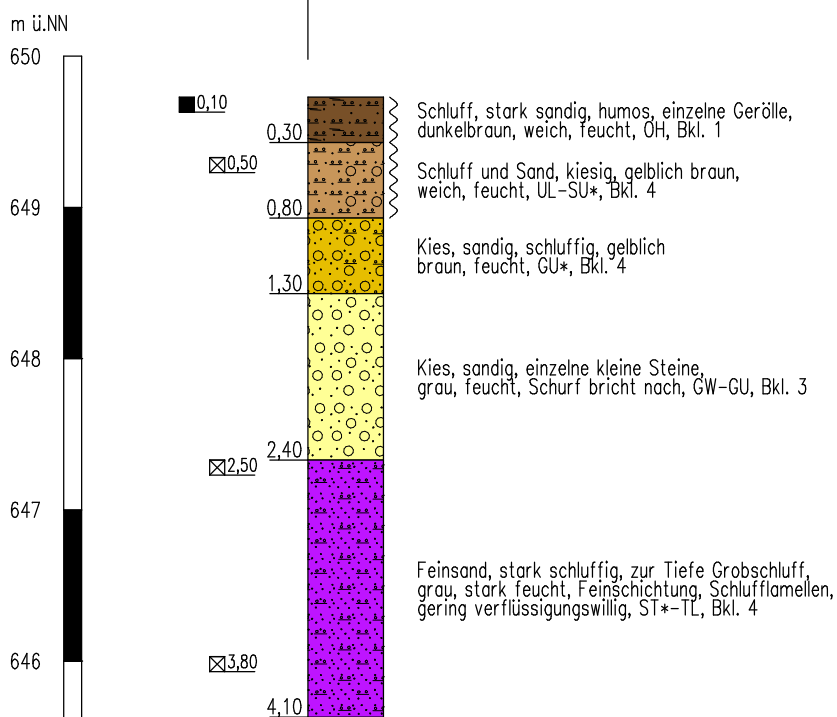 m ü.NN
650
0,10
Schluff, stark sandig, humos, einzelne Gerölle,
dunkelbraun, weich, feucht, OH, Bkl. 1
0,30
0,50
Schluff und Sand, kiesig, gelblich braun,
weich, feucht, UL-SU*, Bkl. 4
649
0,80
Kies, sandig, schluffig, gelblich
braun, feucht, GU*, Bkl. 4
1,30
648
Kies, sandig, einzelne kleine Steine,
grau, feucht, Schurf bricht nach, GW-GU, Bkl. 3
2,40
2,50
647
Feinsand, stark schluffig, zur Tiefe Grobschluff,
grau, stark feucht, Feinschichtung, Schlufflamellen,
gering verflüssigungswillig, ST*-TL, Bkl. 4
646
3,80
4,10